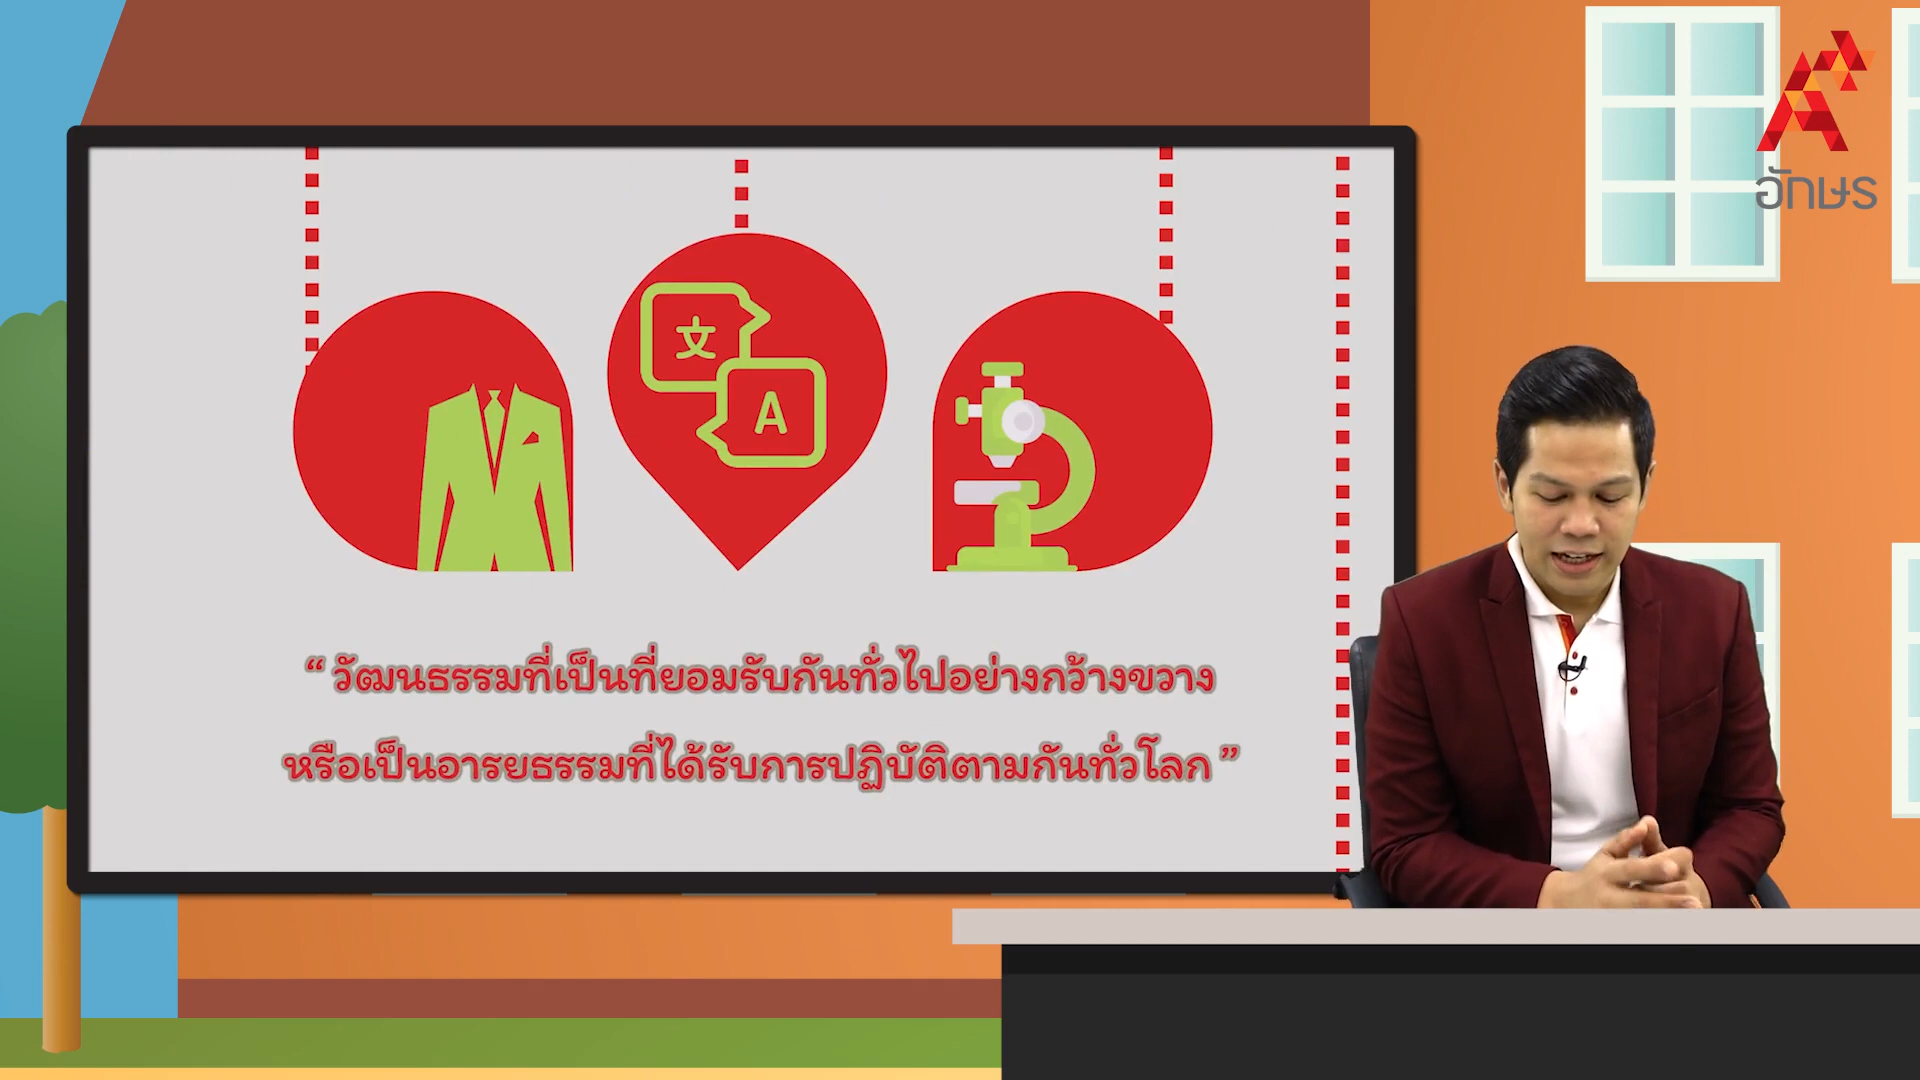 อักษร
文
A
“ วัฒนธรรมที่เป็นที่ยอมรับกันทั่วไปอย่างกว้างขวาง
หรือเป็นอารยธรรมที่ได้รับการปฏิบัติตามกันทั่วโลก ”